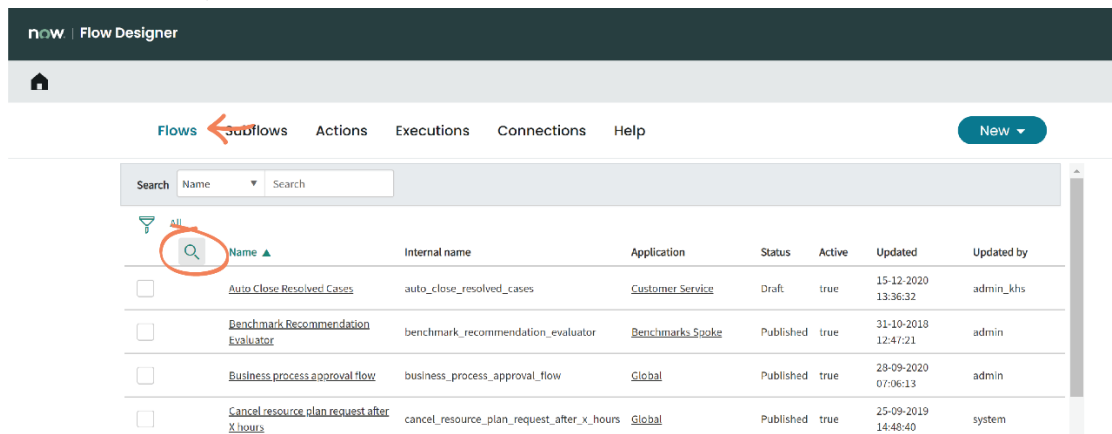 now. | Flow Designer
Flows Subflows Actions Executions Connections Help New
Search Name Search
All
Name Internal name Application Status Active Updated Updated by
Auto Close Resolved Cases auto_close_resolved_cases Customer Service Draft true 15-12-2020 admin_khs
13:36:32
Benchmark Recommendation benchmark_recommendation_evaluator Benchmarks Spoke Published true 31-10-2018 admin
Evaluator 12:47:21
Business process approval flow business_process_approval_flow Global Published true 28-09-2020 admin
07:06:13
Cancel resource plan request after cancel_resource_plan_request_after_x_hours Global Published true 25-09-2019 system
X hours 14:48:40